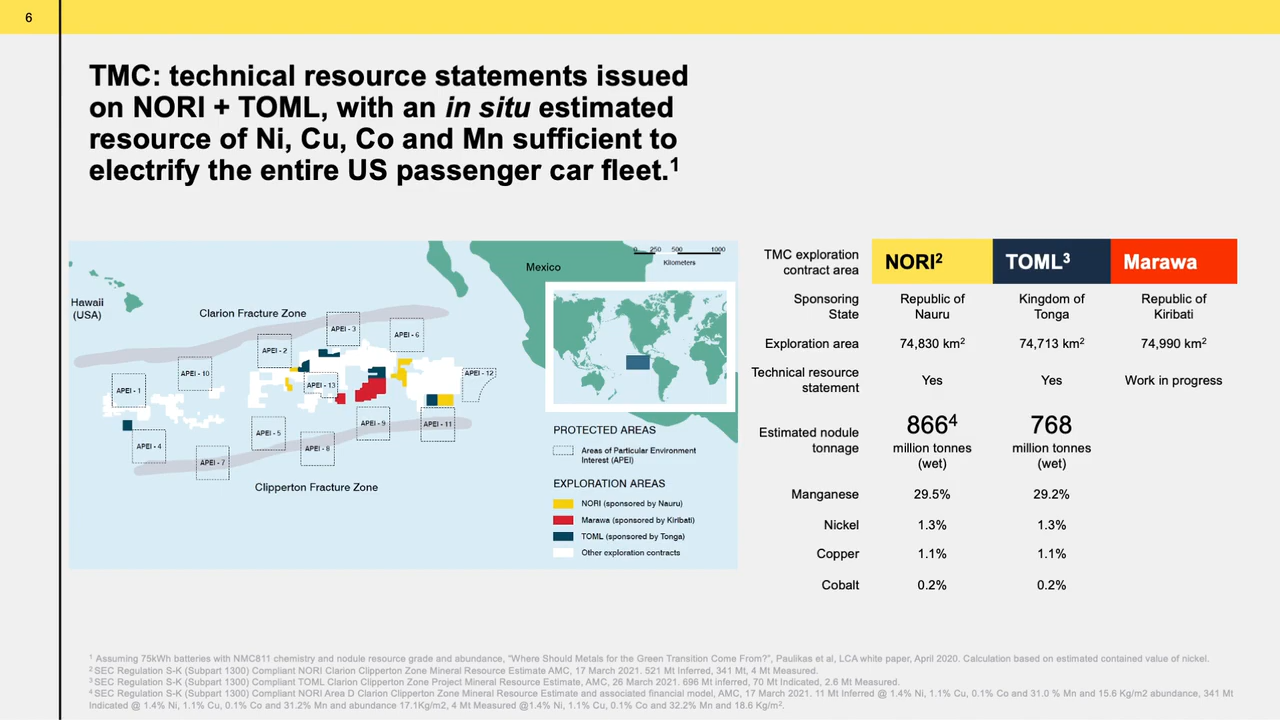 6
TMC: technical resource statements issued
on NORI + TOML, with an in situ estimated
resource of Ni, Cu, Co and Mn sufficient to
electrify the entire US passenger car fleet.¹
0 250 500 1000
Kilometers
Mexico
Hawaii
(USA)
Clarion Fracture Zone
APEI - 3
APEI - 6
APEI - 2
APEI - 10
APEI - 12
APEI - 13
APEI - 1
APEI - 9
APEI - 11
APEI - 5
APEI - 4
APEI - 8
APEI - 7
Clipperton Fracture Zone
PROTECTED AREAS
Areas of Particular Environment
Interest (APEI)
EXPLORATION AREAS
NORI (sponsored by Nauru)
Marawa (sponsored by Kiribati)
TOML (sponsored by Tonga)
Other exploration contracts
TMC exploration
contract area
NORI² TOML³ Marawa
Sponsoring
State
Republic of
Nauru
Kingdom of
Tonga
Republic of
Kiribati
Exploration area 74,830 km² 74,713 km² 74,990 km²
Technical resource
statement
Yes Yes Work in progress
Estimated nodule
tonnage
866⁴
million tonnes
(wet)
768
million tonnes
(wet)
Manganese 29.5% 29.2%
Nickel 1.3% 1.3%
Copper 1.1% 1.1%
Cobalt 0.2% 0.2%
¹ Assuming 75kWh batteries with NMC811 chemistry and nodule resource grade and abundance, "Where Should Metals for the Green Transition Come From?", Paulikas et al, LCA white paper, April 2020. Calculation based on estimated contained value of nickel.
² SEC Regulation S-K (Subpart 1300) Compliant NORI Clarion Clipperton Zone Mineral Resource Estimate AMC, 17 March 2021. 521 Mt Inferred, 341 Mt, 4 Mt Measured.
³ SEC Regulation S-K (Subpart 1300) Compliant TOML Clarion Clipperton Zone Project Mineral Resource Estimate, AMC, 26 March 2021. 696 Mt inferred, 70 Mt Indicated, 2.6 Mt Measured.
⁴ SEC Regulation S-K (Subpart 1300) Compliant NORI Area D Clarion Clipperton Zone Mineral Resource Estimate and associated financial model, AMC, 17 March 2021. 11 Mt Inferred @ 1.4% Ni, 1.1% Cu, 0.1% Co and 31.0 % Mn and 15.6 Kg/m2 abundance, 341 Mt
Indicated @ 1.4% Ni, 1.1% Cu, 0.1% Co and 31.2% Mn and abundance 17.1Kg/m2, 4 Mt Measured @1.4% Ni, 1.1% Cu, 0.1% Co and 32.2% Mn and 18.6 Kg/m².